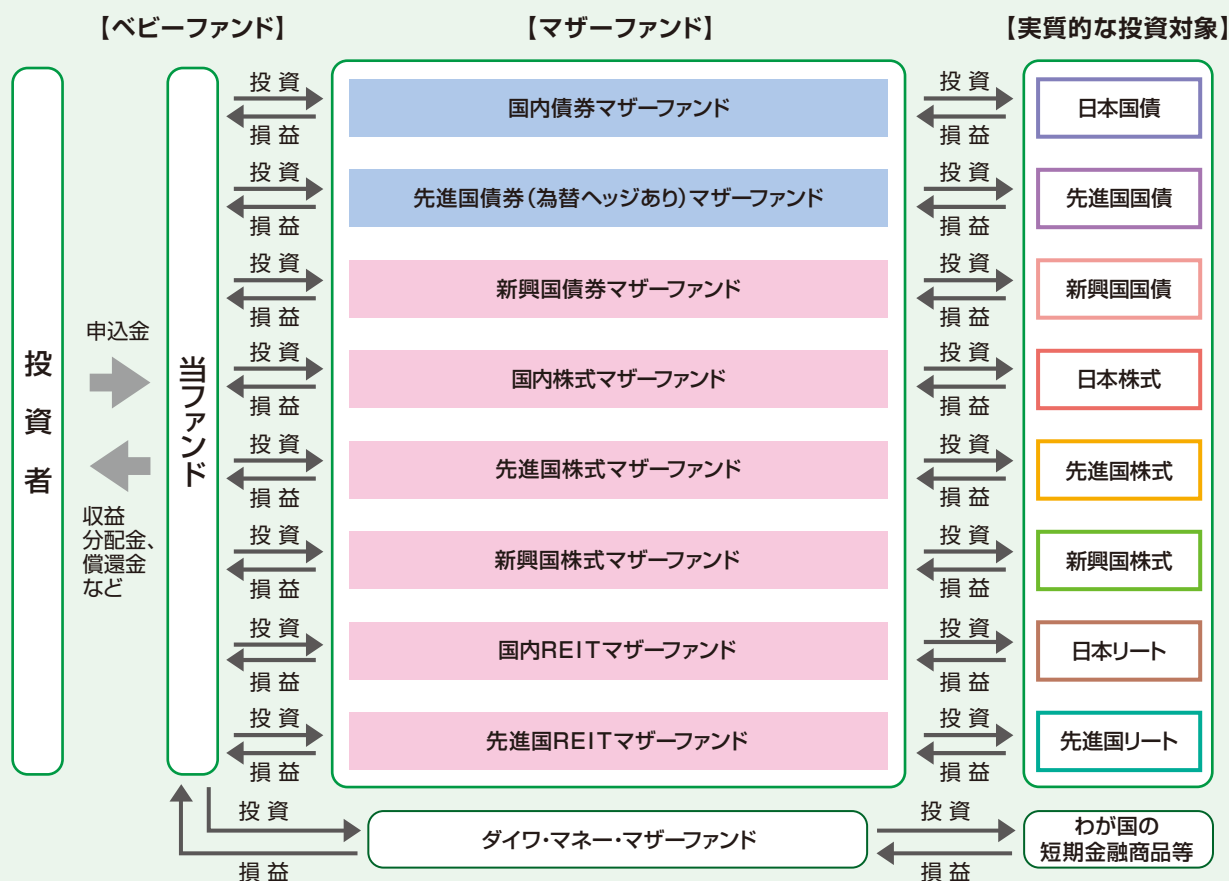 【ベビーファンド】
【マザーファンド】
【実質的な投資対象】
投資者
申込金
収益
分配金、
償還金
など
当ファンド
投資
損益
国内債券マザーファンド
投資
損益
日本国債
投資
損益
先進国債券(為替ヘッジあり)マザーファンド
投資
損益
先進国国債
投資
損益
新興国債券マザーファンド
投資
損益
新興国国債
投資
損益
国内株式マザーファンド
投資
損益
日本株式
投資
損益
先進国株式マザーファンド
投資
損益
先進国株式
投資
損益
新興国株式マザーファンド
投資
損益
新興国株式
投資
損益
国内REITマザーファンド
投資
損益
日本リート
投資
損益
先進国REITマザーファンド
投資
損益
先進国リート
投資
損益
ダイワ・マネー・マザーファンド
投資
損益
わが国の
短期金融商品等